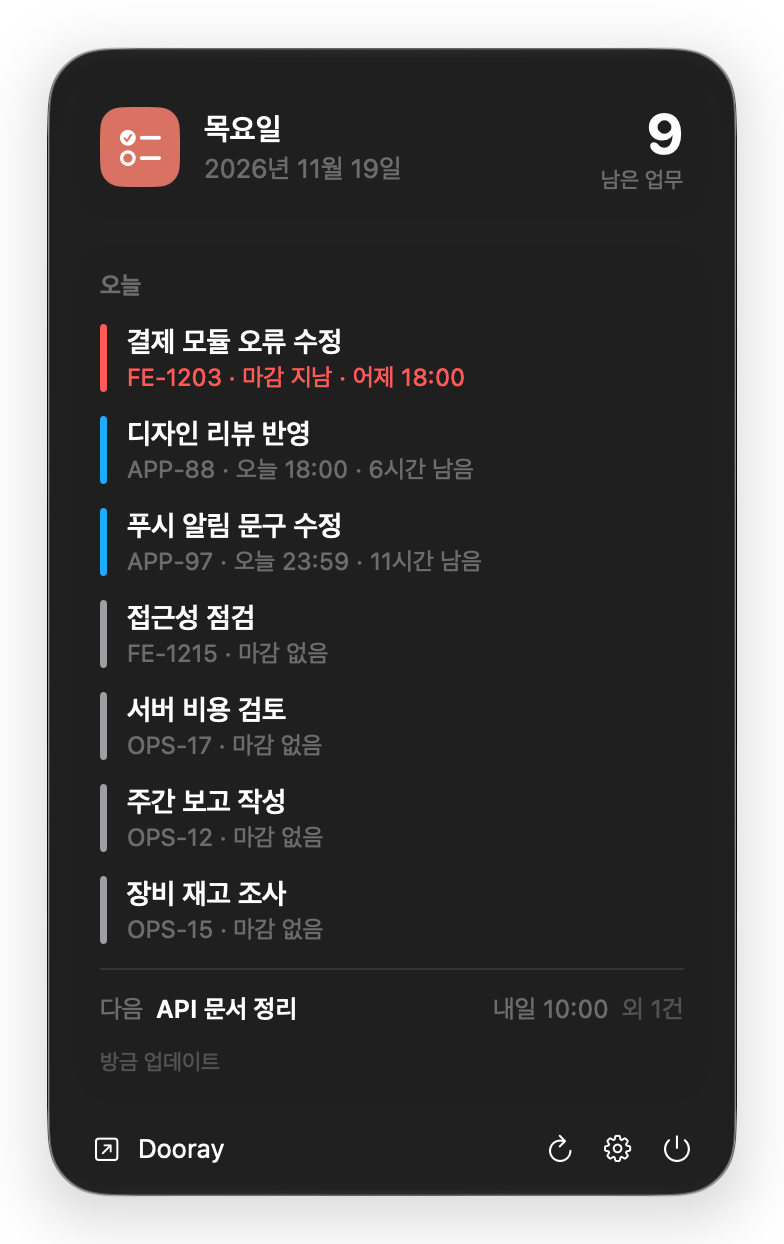 목요일
2026년 11월 19일
9
남은 업무
오늘
결제 모듈 오류 수정
FE-1203 · 마감 지남 · 어제 18:00
디자인 리뷰 반영
APP-88 · 오늘 18:00 · 6시간 남음
푸시 알림 문구 수정
APP-97 · 오늘 23:59 · 11시간 남음
접근성 점검
FE-1215 · 마감 없음
서버 비용 검토
OPS-17 · 마감 없음
주간 보고 작성
OPS-12 · 마감 없음
장비 재고 조사
OPS-15 · 마감 없음
다음 API 문서 정리 내일 10:00 외 1건
방금 업데이트
Dooray